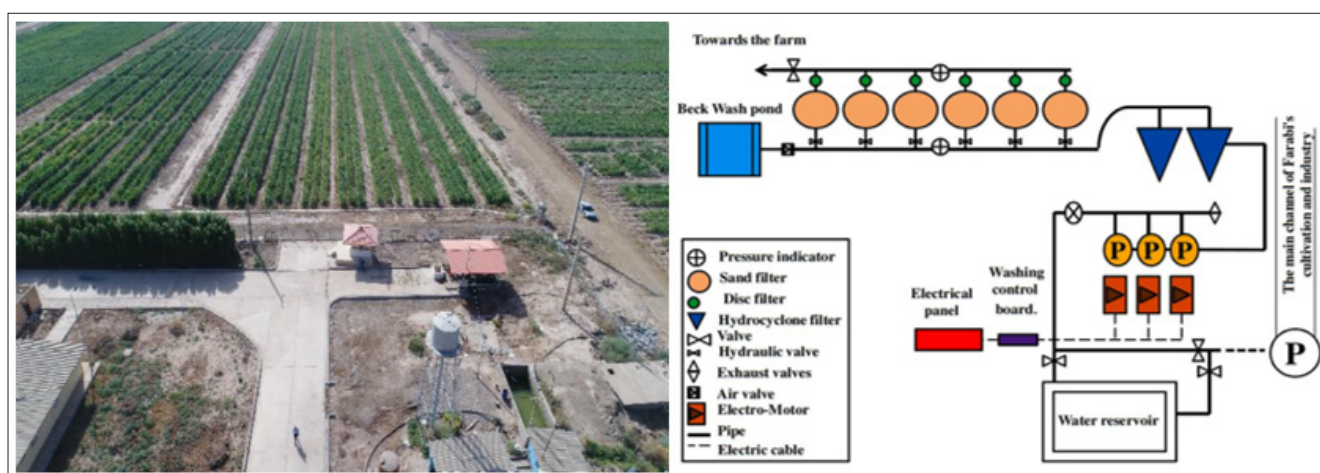 Towards the farm
Beck Wash pond
Pressure indicator
Sand filter
Disc filter
Hydrocyclone filter
Valve
Hydraulic valve
Exhaust valves
Air valve
Electro-Motor
Pipe
Electric cable
Electrical
panel
Washing
control
board.
P P P
P
Water reservoir
The main channel of Farabi's
cultivation and industry